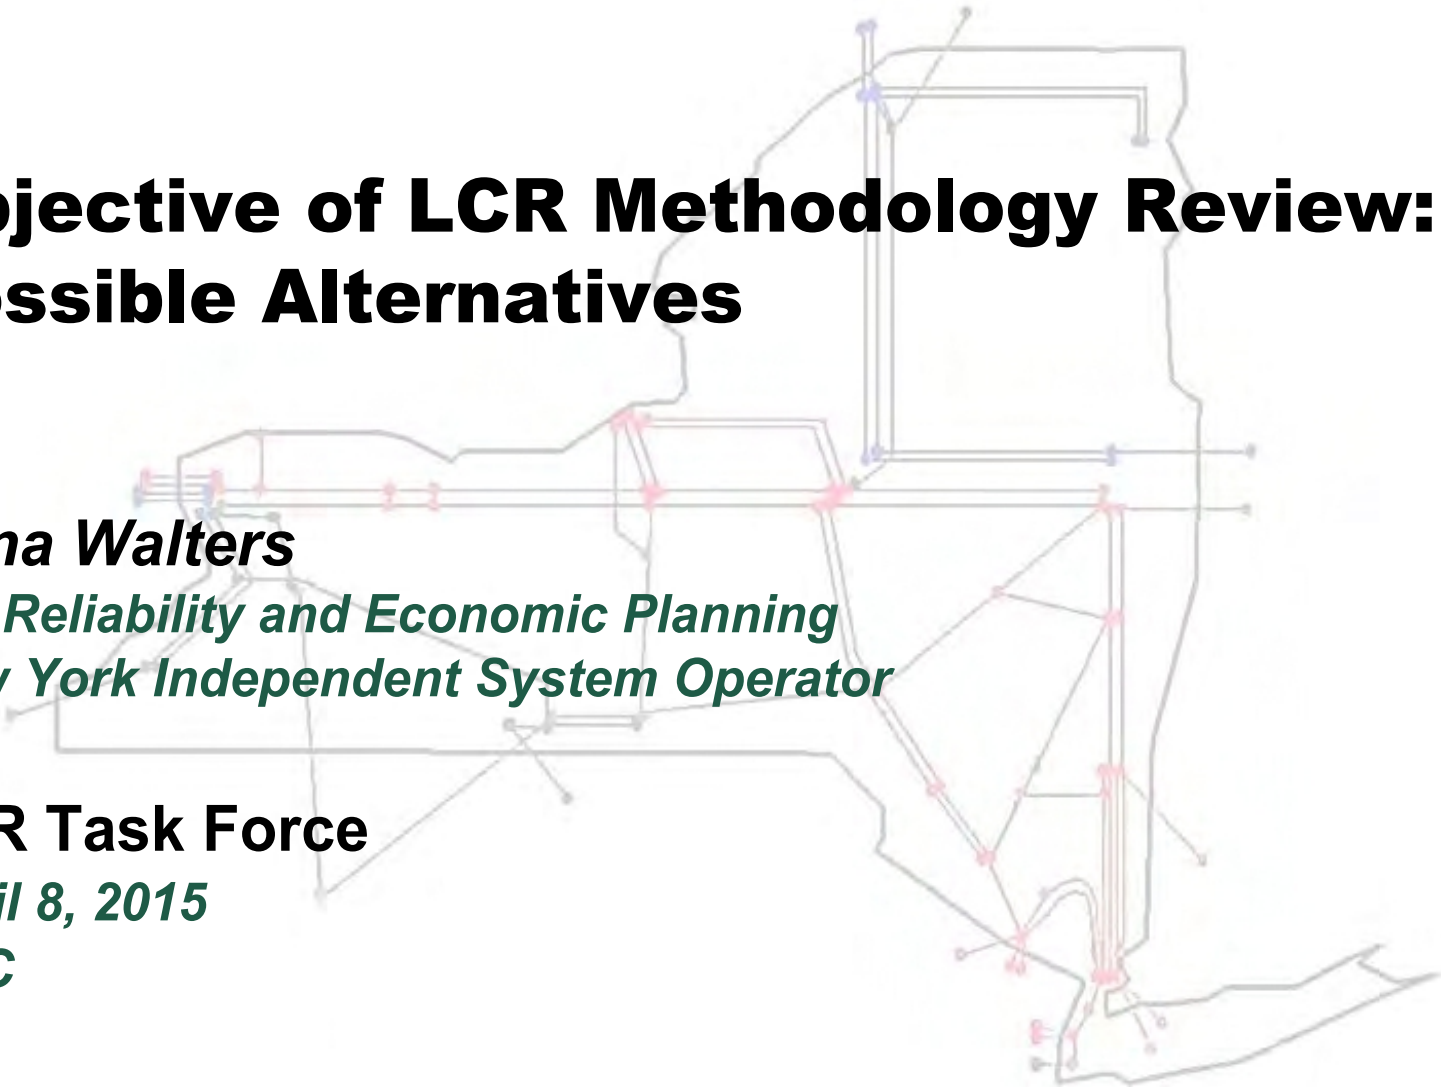 bjective of LCR Methodology Review:
ossible Alternatives
na Walters
Reliability and Economic Planning
w York Independent System Operator
R Task Force
il 8, 2015
C